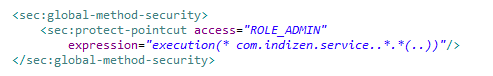 <sec:global-method-security>
<sec:protect-pointcut access="ROLE_ADMIN"
expression="execution(* com.indizen.service..*.*(..))"/>
</sec:global-method-security>